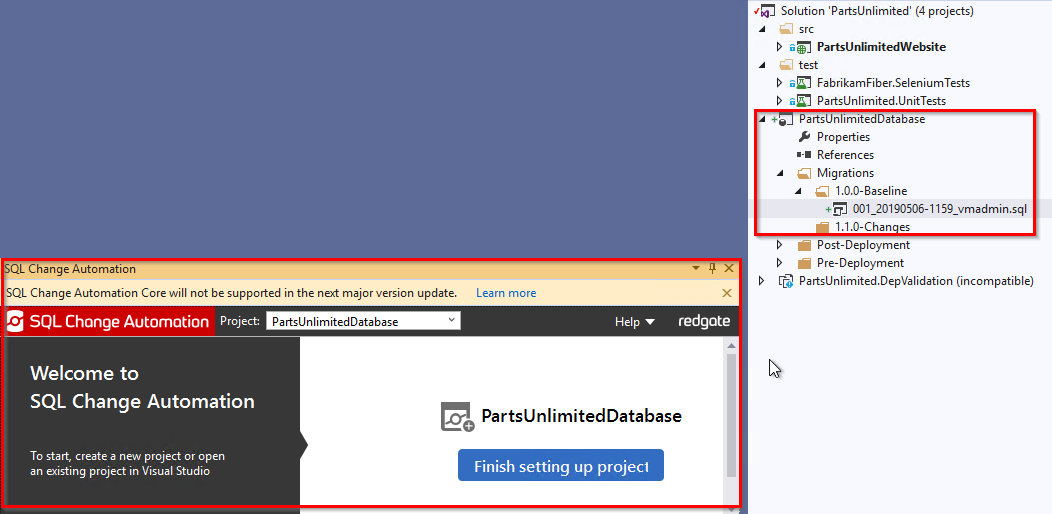 Solution 'PartsUnlimited' (4 projects)
src
PartsUnlimitedWebsite
test
FabrikamFiber.SeleniumTests
PartsUnlimited.UnitTests
PartsUnlimitedDatabase
Properties
References
Migrations
1.0.0-Baseline
001_20190506-1159_vmadmin.sql
1.1.0-Changes
Post-Deployment
Pre-Deployment
PartsUnlimited.DepValidation (incompatible)
SQL Change Automation
SQL Change Automation Core will not be supported in the next major version update. Learn more
SQL Change Automation Project: PartsUnlimitedDatabase Help redgate
Welcome to
SQL Change Automation
To start, create a new project or open
an existing project in Visual Studio
PartsUnlimitedDatabase
Finish setting up project